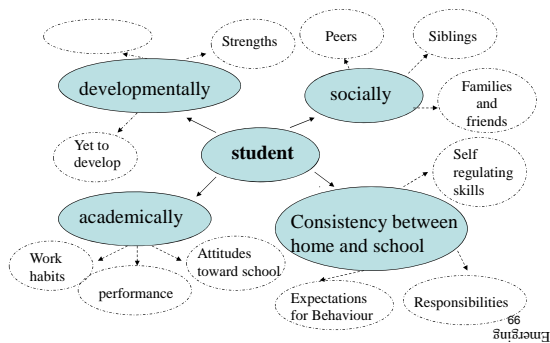 Strengths
Peers
Siblings
developmentally
socially
Families
and
friends
Yet to
develop
student
Self
regulating
skills
academically
Consistency between
home and school
Work
habits
performance
Attitudes
toward school
Expectations
for Behaviour
Responsibilities
66
Emerging